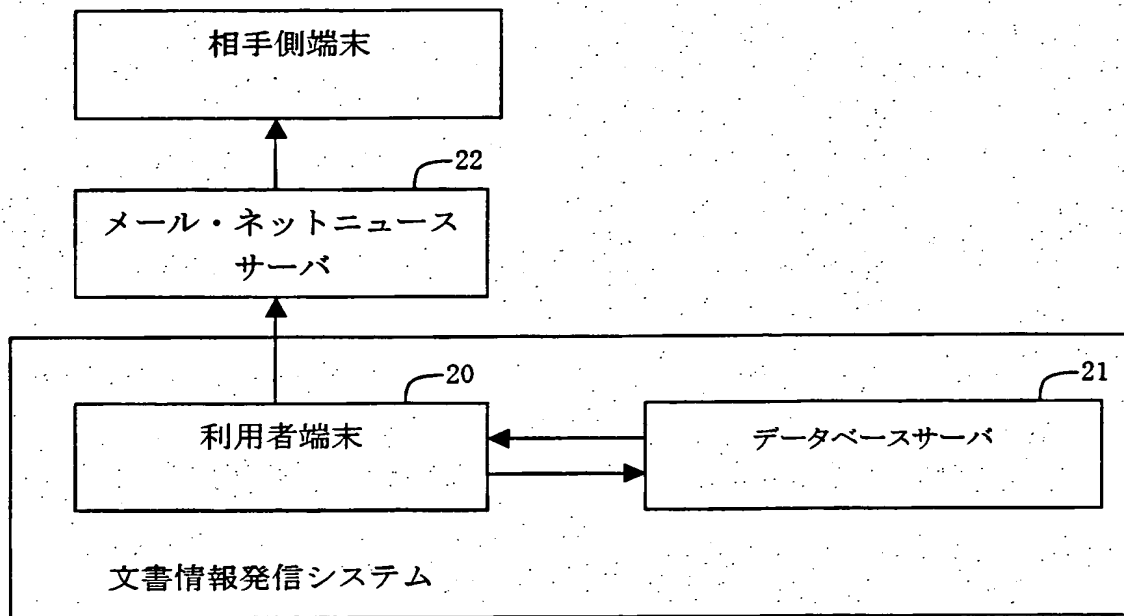 相手側端末
22
メール・ネットニュース
サーバ
20
利用者端末
21
データベースサーバ
文書情報発信システム